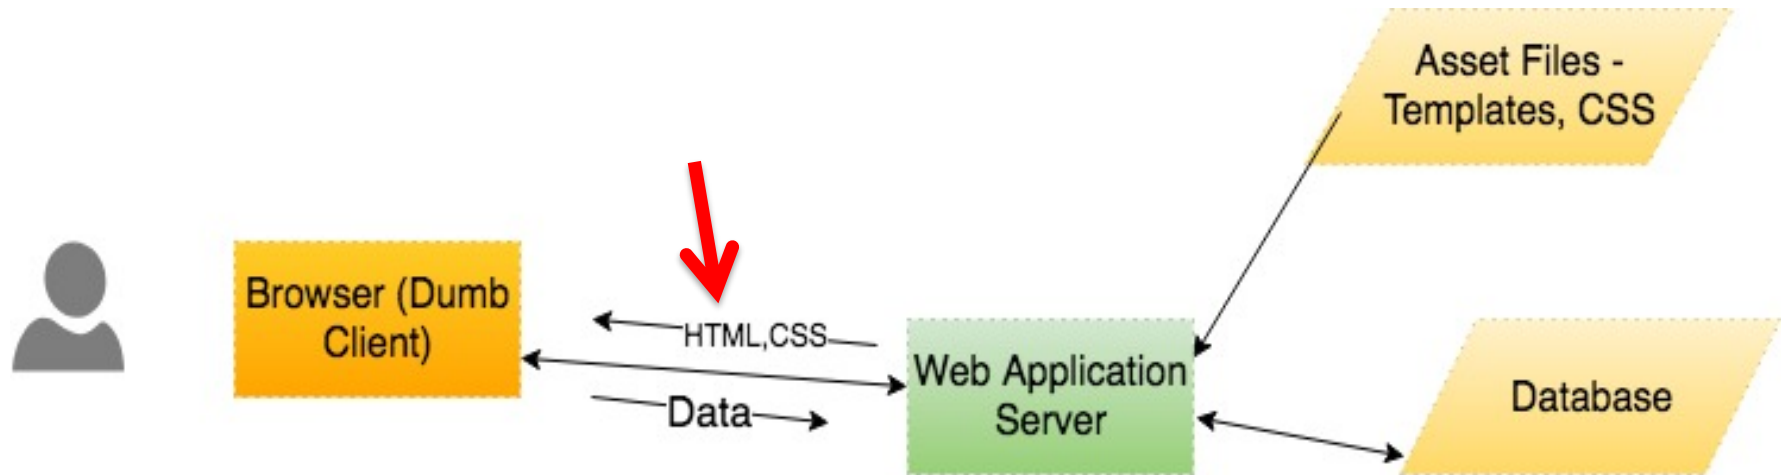 Asset Files -
Templates, CSS
Browser (Dumb
Client)
HTML,CSS
Data
Web Application
Server
Database